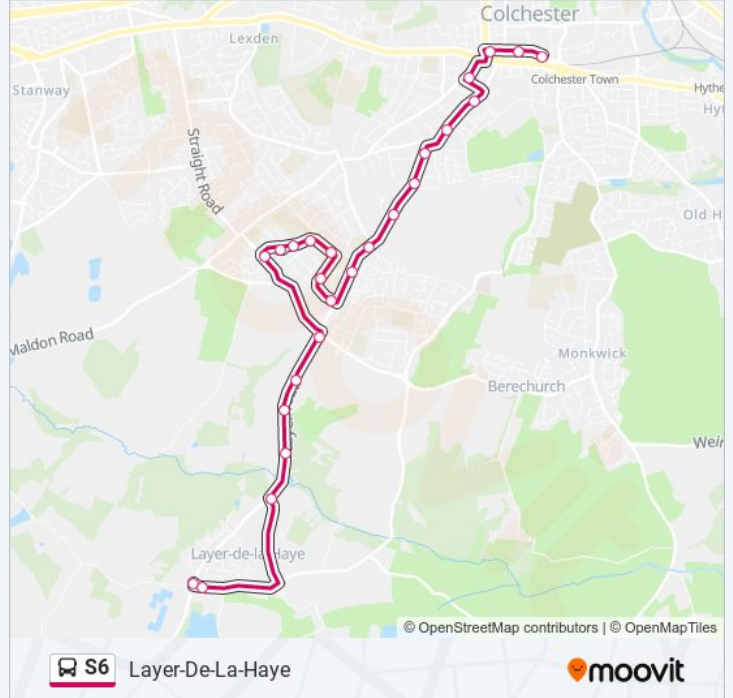 Colchester
Lexden
Colchester Town
Stanway
Hythe
Hyt
Straight Road
Old H
Maldon Road
Monkwick
Berechurch
Weir
Layer-de-la-Haye
© OpenStreetMap contributors | © OpenMapTiles
S6 Layer-De-La-Haye moovit